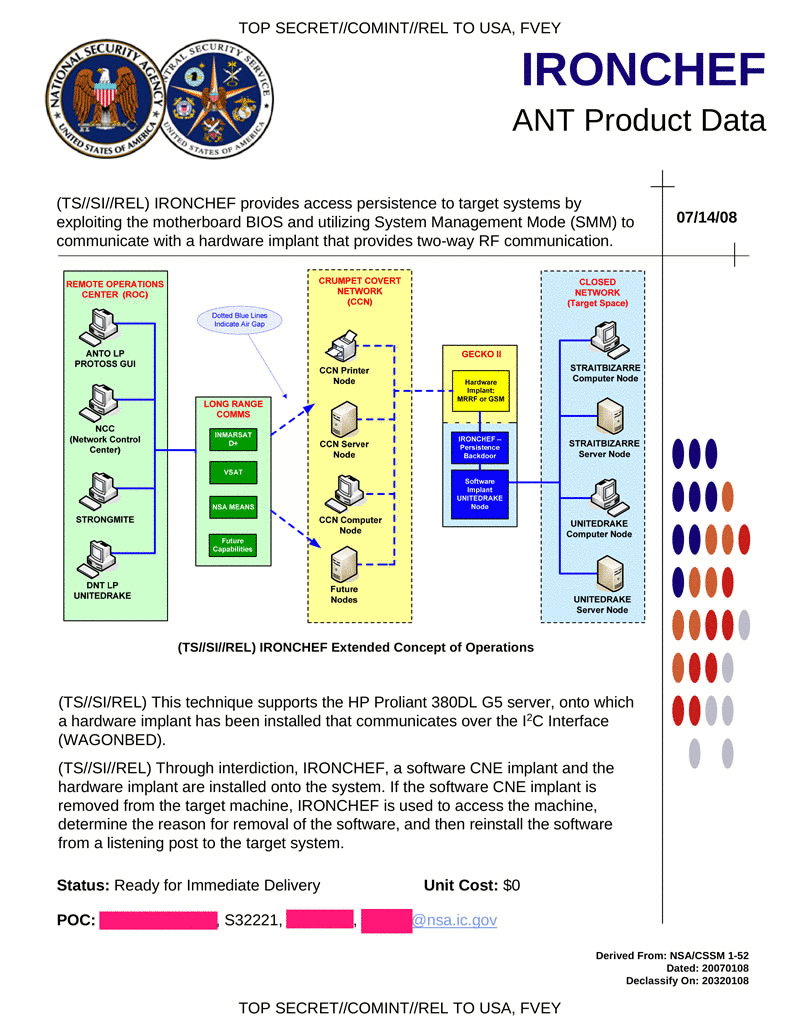 TOP SECRET//COMINT//REL TO USA, FVEY
NATIONAL SECURITY AGENCY
UNITED STATES OF AMERICA
CENTRAL SECURITY SERVICE
UNITED STATES OF AMERICA
IRONCHEF
ANT Product Data
(TS//SI//REL) IRONCHEF provides access persistence to target systems by
exploiting the motherboard BIOS and utilizing System Management Mode (SMM) to
communicate with a hardware implant that provides two-way RF communication.
07/14/08
REMOTE OPERATIONS
CENTER (ROC)
ANTO LP
PROTOSS GUI
NCC
(Network Control
Center)
STRONGMITE
DNT LP
UNITEDRAKE
LONG RANGE
COMMS
INMARSAT
D+
VSAT
NSA MEANS
Future
Capabilities
Dotted Blue Lines
Indicate Air Gap
CRUMPET COVERT
NETWORK
(CCN)
CCN Printer
Node
CCN Server
Node
CCN Computer
Node
Future
Nodes
GECKO II
Hardware
Implant:
MRRF or GSM
IRONCHEF –
Persistence
Backdoor
Software
Implant
UNITEDRAKE
Node
CLOSED
NETWORK
(Target Space)
STRAITBIZARRE
Computer Node
STRAITBIZARRE
Server Node
UNITEDRAKE
Computer Node
UNITEDRAKE
Server Node
(TS//SI//REL) IRONCHEF Extended Concept of Operations
(TS//SI/REL) This technique supports the HP Proliant 380DL G5 server, onto which
a hardware implant has been installed that communicates over the I²C Interface
(WAGONBED).
(TS//SI//REL) Through interdiction, IRONCHEF, a software CNE implant and the
hardware implant are installed onto the system. If the software CNE implant is
removed from the target machine, IRONCHEF is used to access the machine,
determine the reason for removal of the software, and then reinstall the software
from a listening post to the target system.
Status: Ready for Immediate Delivery
Unit Cost: $0
POC: , S32221, , @nsa.ic.gov
Derived From: NSA/CSSM 1-52
Dated: 20070108
Declassify On: 20320108
TOP SECRET//COMINT//REL TO USA, FVEY